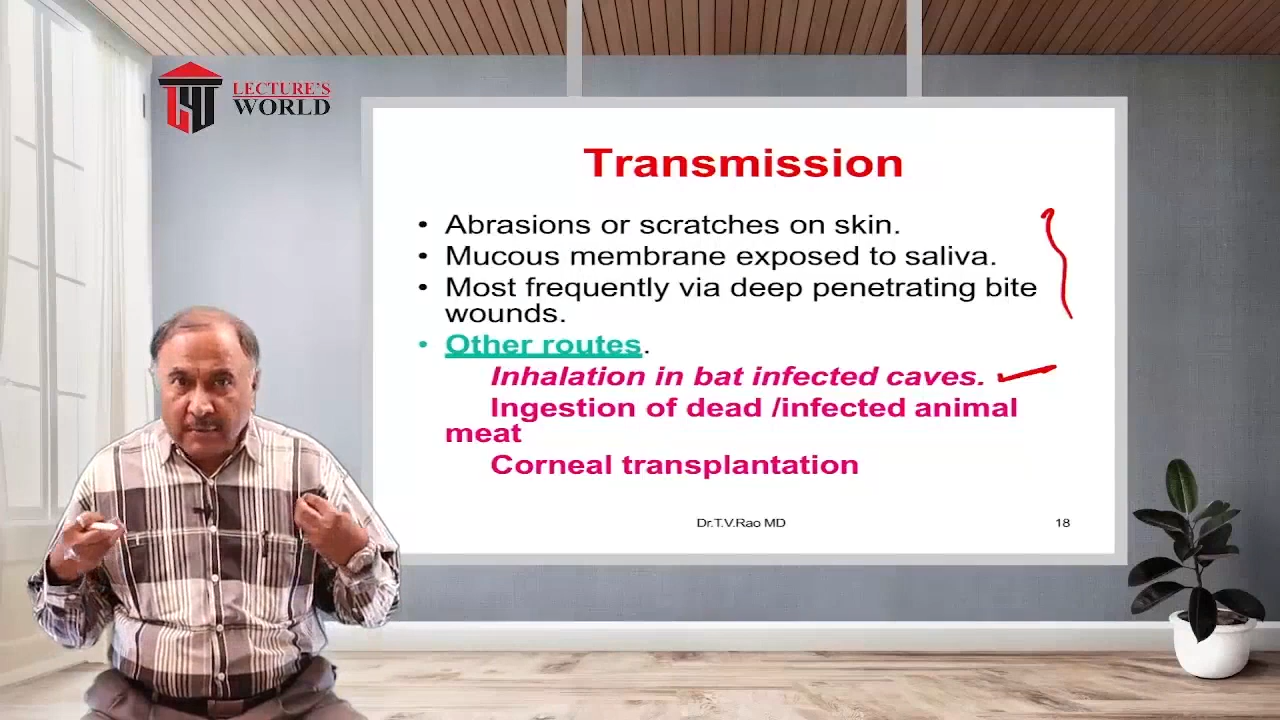 LECTURE'S
WORLD
Transmission
• Abrasions or scratches on skin.
• Mucous membrane exposed to saliva.
• Most frequently via deep penetrating bite
wounds.
• Other routes.
Inhalation in bat infected caves.
Ingestion of dead /infected animal
meat
Corneal transplantation
Dr.T.V.Rao MD
18